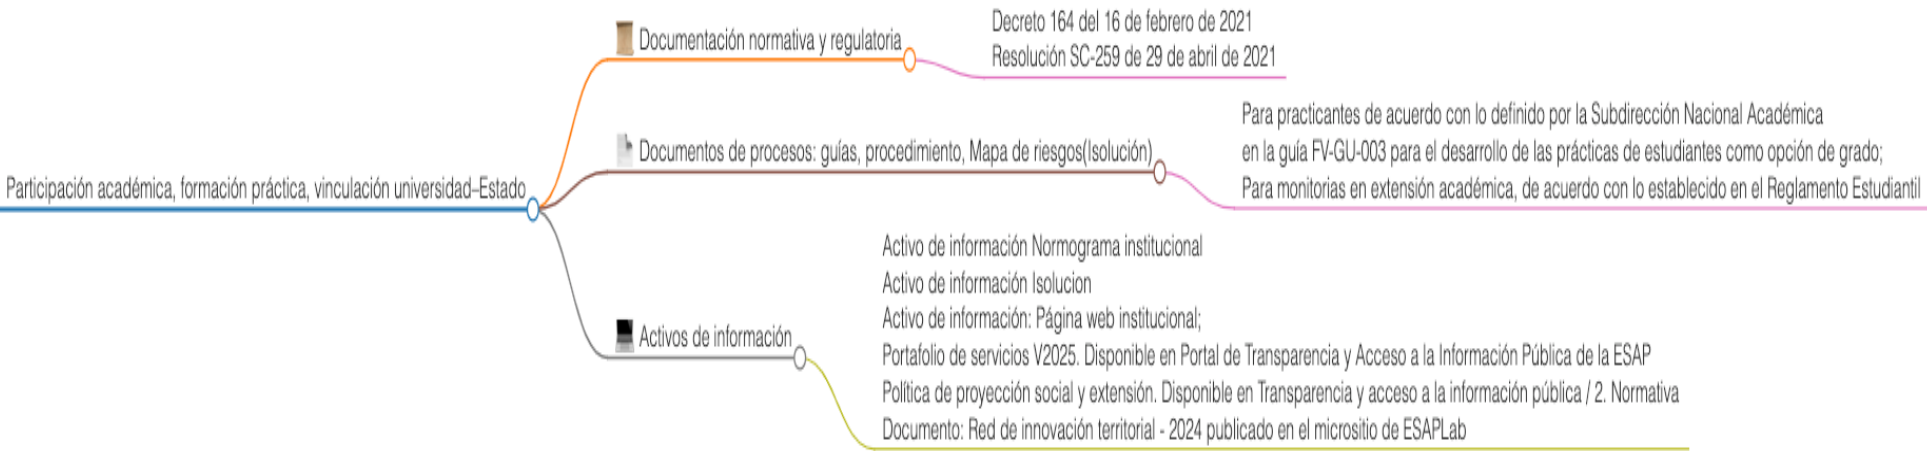 Participación académica, formación práctica, vinculación universidad–Estado
Documentación normativa y regulatoria
Decreto 164 del 16 de febrero de 2021
Resolución SC-259 de 29 de abril de 2021
Documentos de procesos: guías, procedimiento, Mapa de riesgos(Isolución)
Para practicantes de acuerdo con lo definido por la Subdirección Nacional Académica
en la guía FV-GU-003 para el desarrollo de las prácticas de estudiantes como opción de grado;
Para monitorias en extensión académica, de acuerdo con lo establecido en el Reglamento Estudiantil
Activos de información
Activo de información Normograma institucional
Activo de información Isolucion
Activo de información: Página web institucional;
Portafolio de servicios V2025. Disponible en Portal de Transparencia y Acceso a la Información Pública de la ESAP
Política de proyección social y extensión. Disponible en Transparencia y acceso a la información pública / 2. Normativa
Documento: Red de innovación territorial - 2024 publicado en el micrositio de ESAPLab